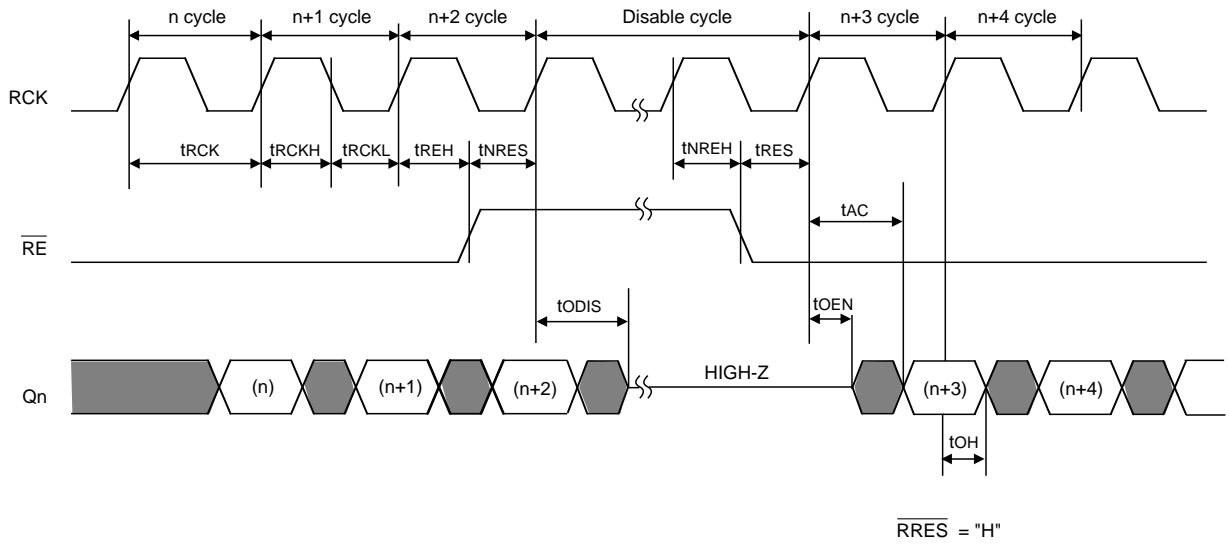 n cycle n+1 cycle n+2 cycle Disable cycle n+3 cycle n+4 cycle
RCK
tRCK tRCKH tRCKL tREH tNRES tNREH tRES
tAC
RE
tODIS tOEN
HIGH-Z
Qn (n) (n+1) (n+2) (n+3) (n+4)
tOH
RRES = "H"